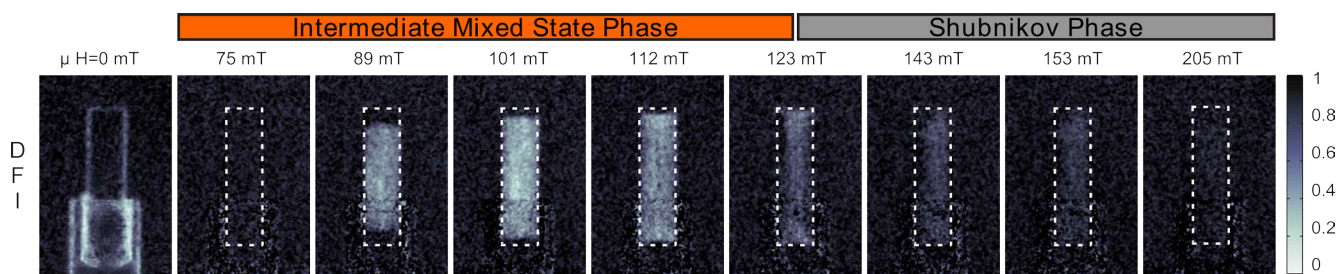 Intermediate Mixed State Phase Shubnikov Phase
μ H=0 mT 75 mT 89 mT 101 mT 112 mT 123 mT 143 mT 153 mT 205 mT
DFI
1
0.8
0.6
0.4
0.2
0